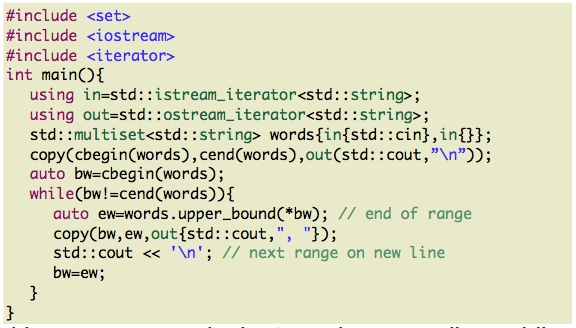 #include <set>
#include <iostream>
#include <iterator>
int main(){
using in=std::istream_iterator<std::string>;
using out=std::ostream_iterator<std::string>;
std::multiset<std::string> words{in{std::cin},in{}};
copy(cbegin(words),cend(words),out(std::cout,”\n”));
auto bw=cbegin(words);
while(bw!=cend(words)){
auto ew=words.upper_bound(*bw); // end of range
copy(bw,ew,out{std::cout,", "});
std::cout << '\n'; // next range on new line
bw=ew;
}
}